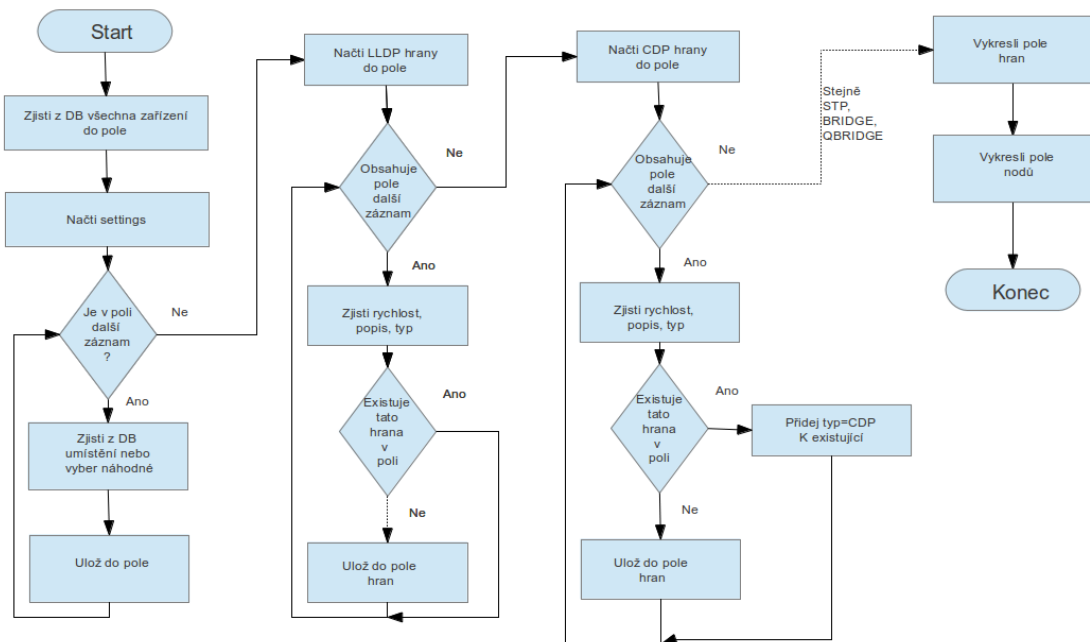 Start
Zjisti z DB všechna zařízení
do pole
Načti settings
Je v poli
další
záznam
?
Ne
Ano
Zjisti z DB
umístění nebo
vyber náhodné
Ulož do pole
Načti LLDP hrany
do pole
Obsahuje
pole
další
záznam
Ne
Ano
Zjisti rychlost,
popis, typ
Existuje
tato
hrana
v
poli
Ano
Ne
Ulož do pole
hran
Načti CDP hrany
do pole
Obsahuje
pole
další
záznam
Ne
Ano
Zjisti rychlost,
popis, typ
Existuje
tato
hrana
v
poli
Ano
Přidej typ=CDP
K existující
Ne
Ulož do pole
hran
Stejně
STP,
BRIDGE,
QBRIDGE
Vykresli pole
hran
Vykresli pole
nodů
Konec